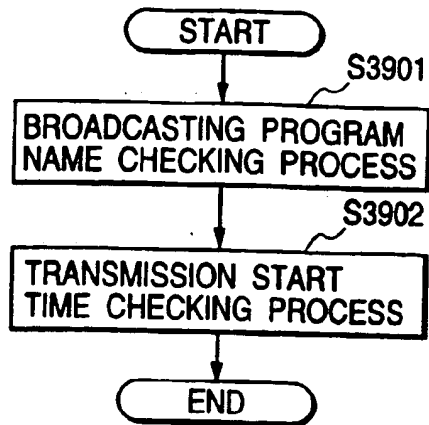 START
S3901
BROADCASTING PROGRAM
NAME CHECKING PROCESS
S3902
TRANSMISSION START
TIME CHECKING PROCESS
END